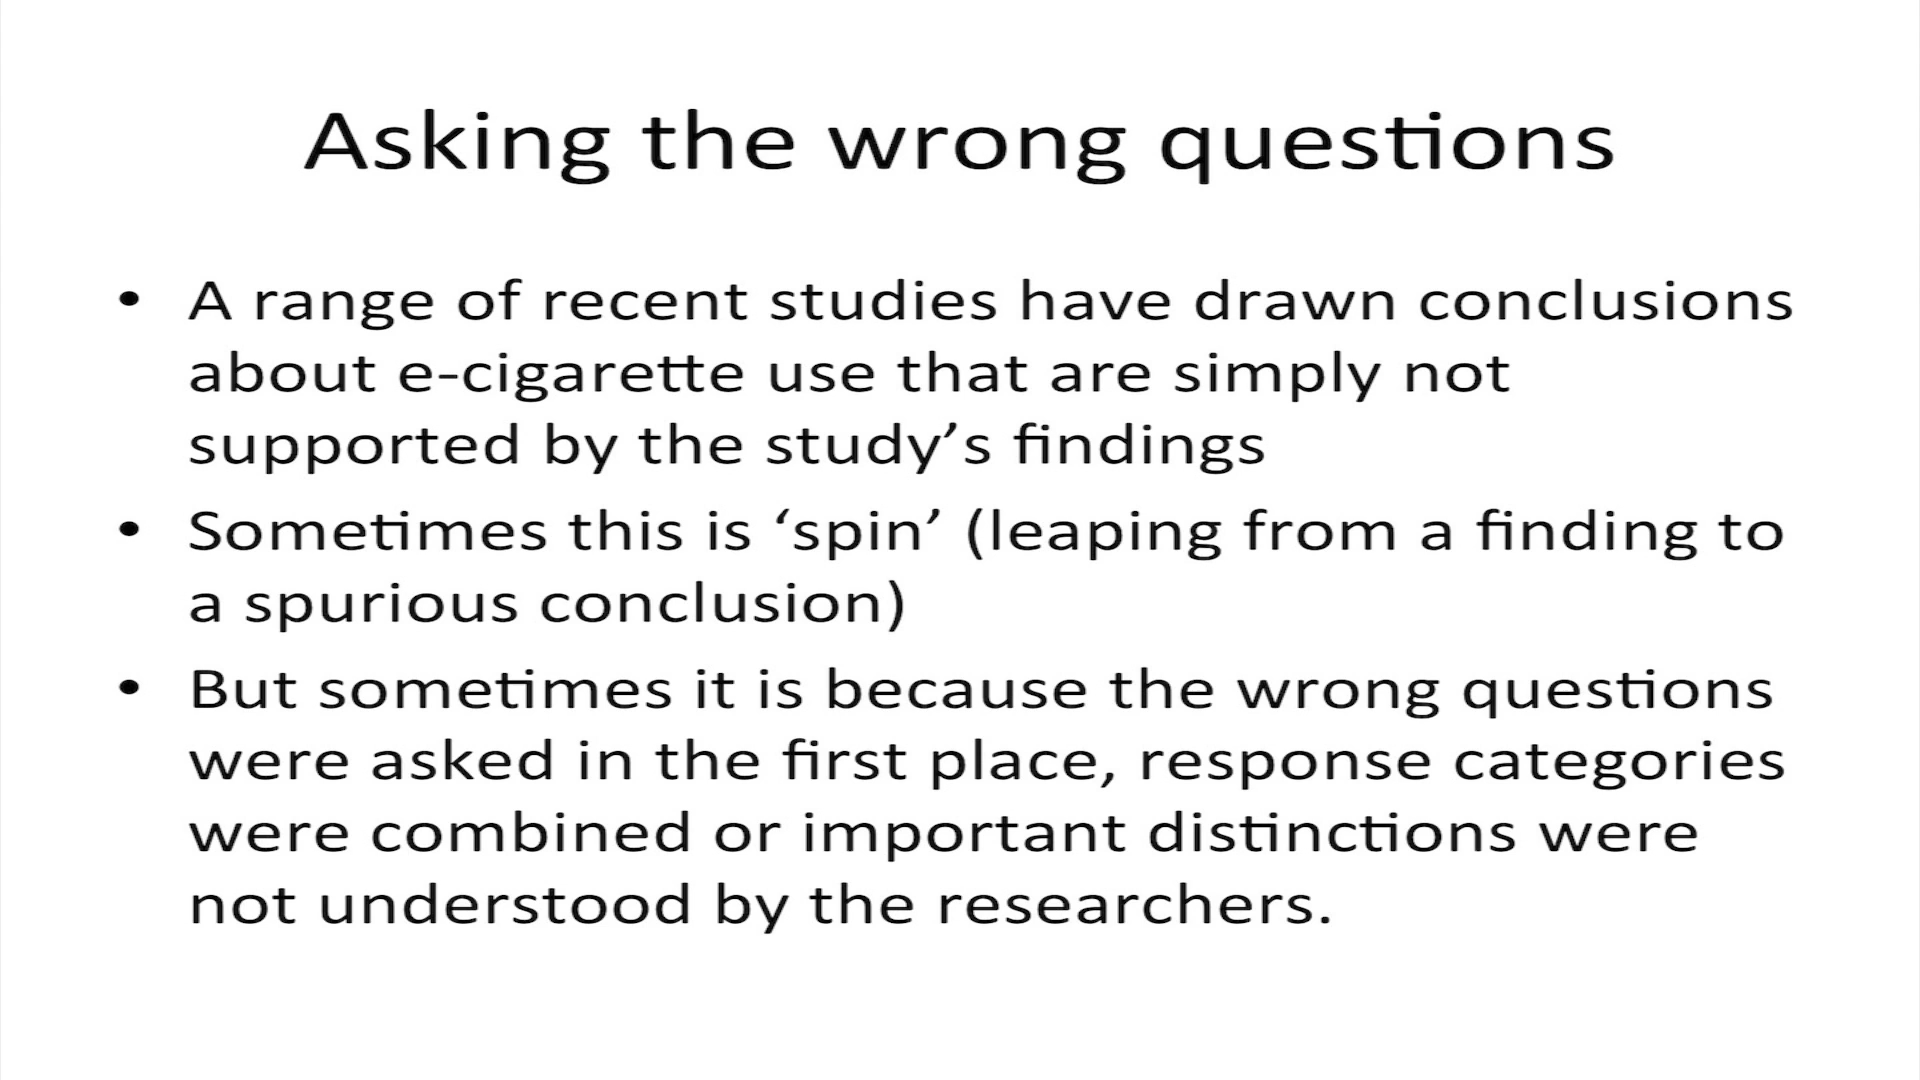 Asking the wrong questions
• A range of recent studies have drawn conclusions
about e-cigarette use that are simply not
supported by the study’s findings
• Sometimes this is ‘spin’ (leaping from a finding to
a spurious conclusion)
• But sometimes it is because the wrong questions
were asked in the first place, response categories
were combined or important distinctions were
not understood by the researchers.